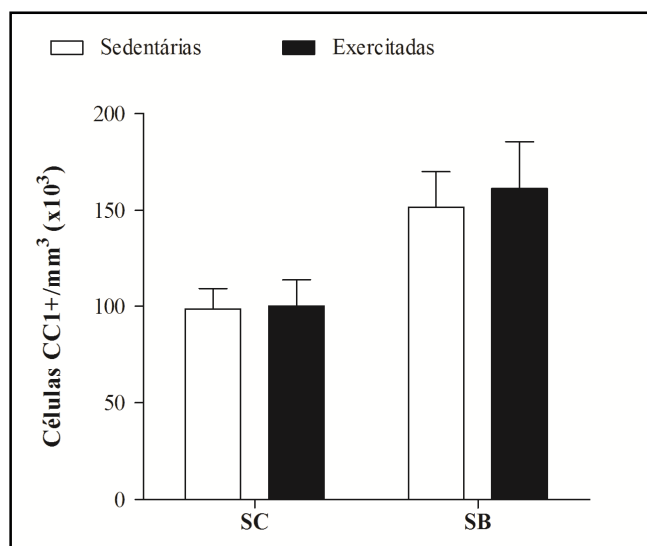 Sedentárias Exercitadas
Células CC1+/mm³ (x10³)
200
150
100
50
0
SC SB